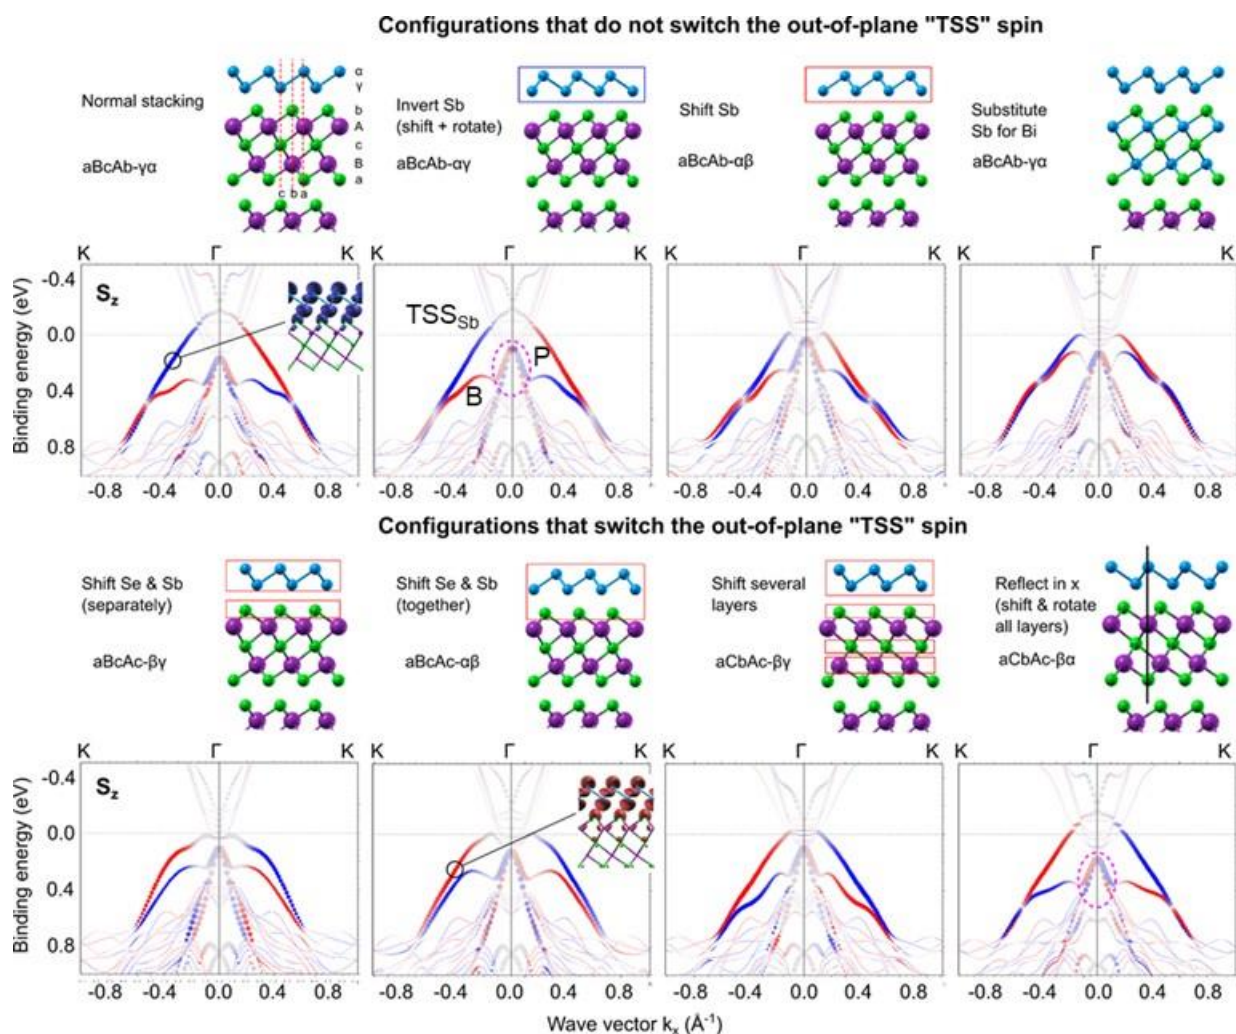 Configurations that do not switch the out-of-plane "TSS" spin
Normal stacking
aBcAb-γα
α
γ
b
A
c
B
a
c b a
Invert Sb
(shift + rotate)
aBcAb-αγ
Shift Sb
aBcAb-αβ
Substitute
Sb for Bi
aBcAb-γα
K Γ K
K Γ K
K Γ K
K Γ K
Binding energy (eV)
-0.4
0.0
0.4
0.8
Sz
TSSSb
P
B
-0.8 -0.4 0.0 0.4 0.8
-0.8 -0.4 0.0 0.4 0.8
-0.8 -0.4 0.0 0.4 0.8
-0.8 -0.4 0.0 0.4 0.8
Configurations that switch the out-of-plane "TSS" spin
Shift Se & Sb
(separately)
aBcAc-βγ
Shift Se & Sb
(together)
aBcAc-αβ
Shift several
layers
aCbAc-βγ
Reflect in x
(shift & rotate
all layers)
aCbAc-βα
K Γ K
K Γ K
K Γ K
K Γ K
Binding energy (eV)
-0.4
0.0
0.4
0.8
Sz
-0.8 -0.4 0.0 0.4 0.8
-0.8 -0.4 0.0 0.4 0.8
-0.8 -0.4 0.0 0.4 0.8
-0.8 -0.4 0.0 0.4 0.8
Wave vector kx (Å-1)